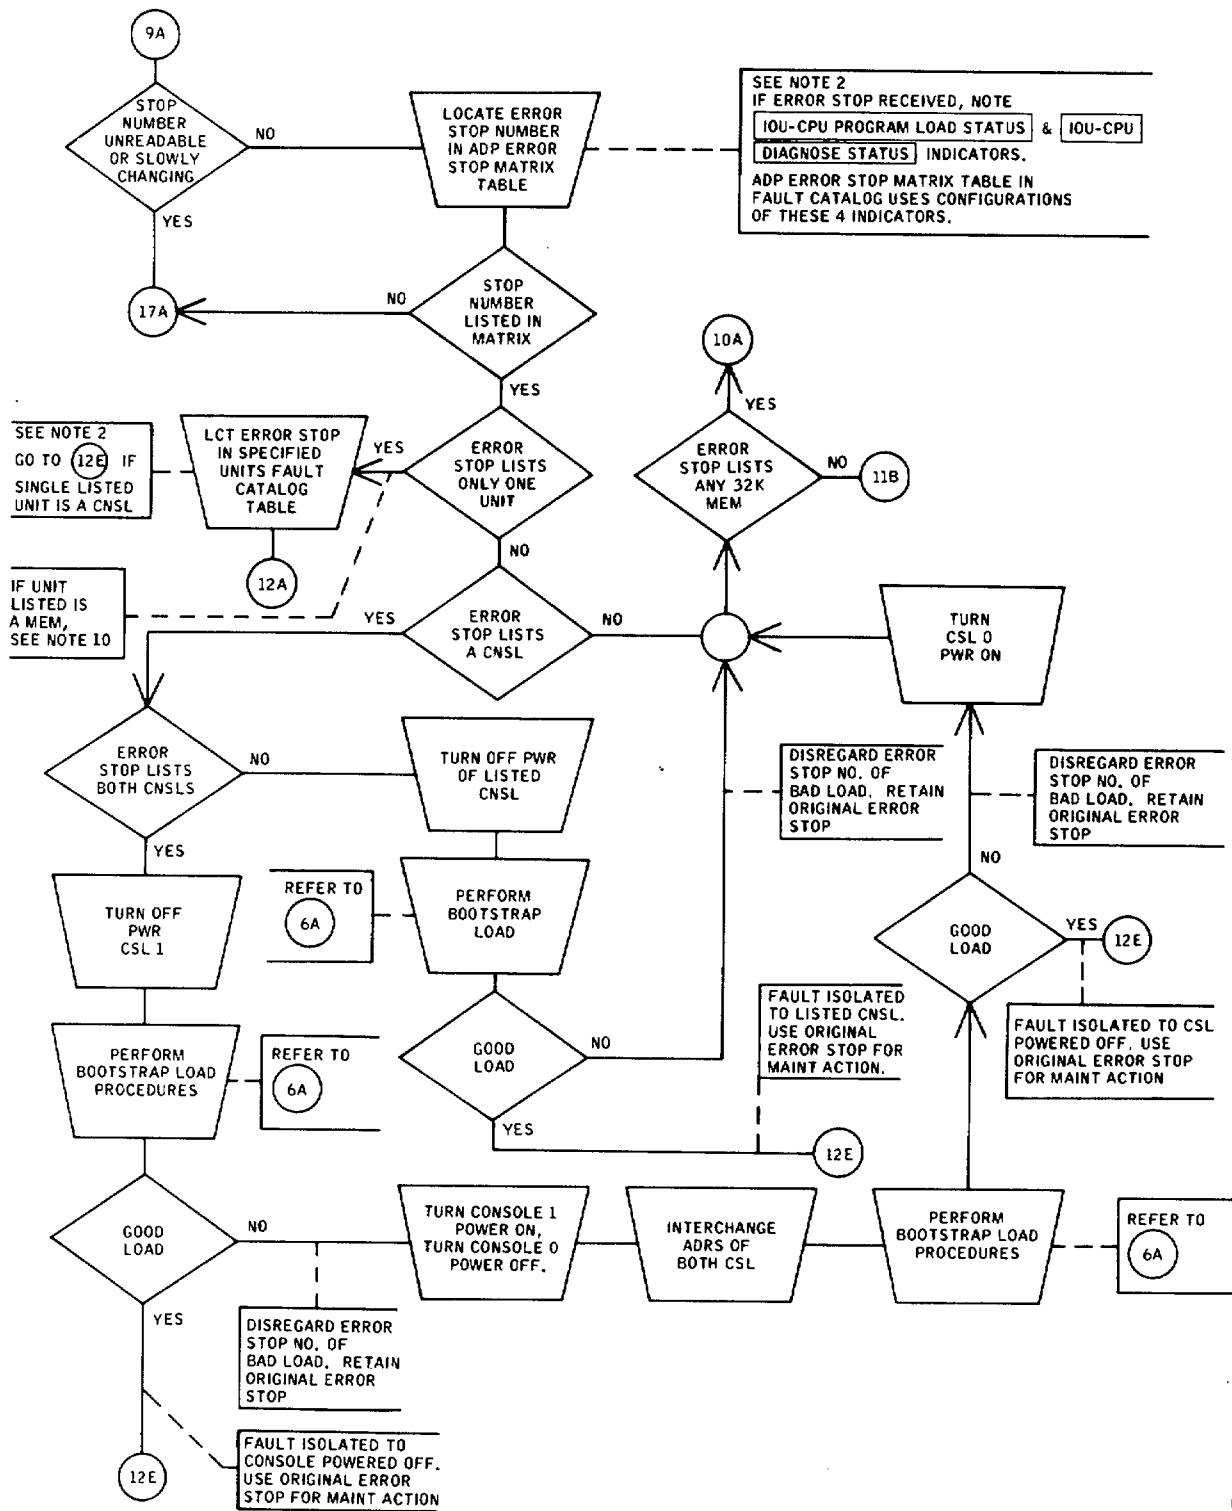 9A
STOP
NUMBER
UNREADABLE
OR SLOWLY
CHANGING
NO
YES
LOCATE ERROR
STOP NUMBER
IN ADP ERROR
STOP MATRIX
TABLE
SEE NOTE 2
IF ERROR STOP RECEIVED, NOTE
IOU-CPU PROGRAM LOAD STATUS & IOU-CPU
DIAGNOSE STATUS INDICATORS.
ADP ERROR STOP MATRIX TABLE IN
FAULT CATALOG USES CONFIGURATIONS
OF THESE 4 INDICATORS.
17A
NO
STOP
NUMBER
LISTED IN
MATRIX
YES
10A
YES
ERROR
STOP LISTS
ANY 32K
MEM
NO
11B
SEE NOTE 2
GO TO 12E IF
SINGLE LISTED
UNIT IS A CNSL
LCT ERROR STOP
IN SPECIFIED
UNITS FAULT
CATALOG
TABLE
YES
ERROR
STOP LISTS
ONLY ONE
UNIT
NO
12A
IF UNIT
LISTED IS
A MEM,
SEE NOTE 10
YES
ERROR
STOP LISTS
A CNSL
NO
TURN
CSL 0
PWR ON
ERROR
STOP LISTS
BOTH CNSLS
NO
YES
TURN OFF PWR
OF LISTED
CNSL
DISREGARD ERROR
STOP NO. OF
BAD LOAD. RETAIN
ORIGINAL ERROR
STOP
DISREGARD ERROR
STOP NO. OF
BAD LOAD. RETAIN
ORIGINAL ERROR
STOP
NO
TURN OFF
PWR
CSL 1
REFER TO
6A
PERFORM
BOOTSTRAP
LOAD
GOOD
LOAD
YES
12E
PERFORM
BOOTSTRAP LOAD
PROCEDURES
REFER TO
6A
GOOD
LOAD
NO
YES
FAULT ISOLATED
TO LISTED CNSL.
USE ORIGINAL
ERROR STOP FOR
MAINT ACTION.
12E
FAULT ISOLATED TO CSL
POWERED OFF. USE
ORIGINAL ERROR STOP
FOR MAINT ACTION
GOOD
LOAD
NO
YES
TURN CONSOLE 1
POWER ON,
TURN CONSOLE 0
POWER OFF.
INTERCHANGE
ADRS OF
BOTH CSL
PERFORM
BOOTSTRAP LOAD
PROCEDURES
REFER TO
6A
DISREGARD ERROR
STOP NO. OF
BAD LOAD. RETAIN
ORIGINAL ERROR
STOP
12E
FAULT ISOLATED TO
CONSOLE POWERED OFF.
USE ORIGINAL ERROR
STOP FOR MAINT ACTION